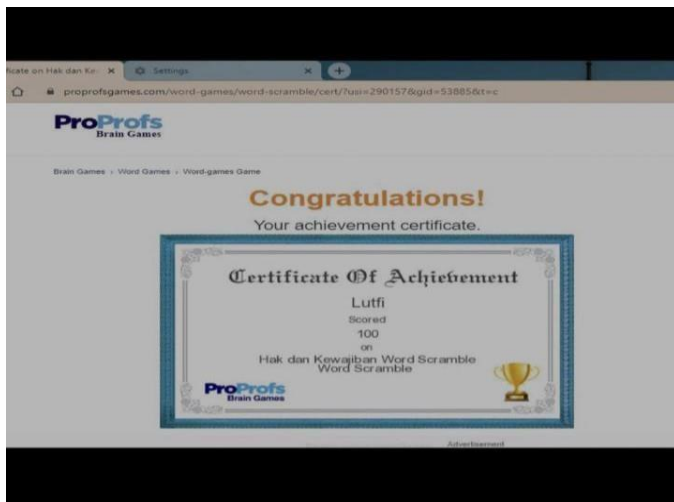 ficate on Hak dan Ke
Settings
proprofsgames.com/word-games/word-scramble/cert/?usi=290157&gid=53885&t=c
ProProfs
Brain Games
Brain Games › Word Games › Word-games Game
Congratulations!
Your achievement certificate.
Certificate Of Achievement
Lutfi
Scored
100
on
Hak dan Kewajiban Word Scramble
Word Scramble
ProProfs
Brain Games
Advertisement